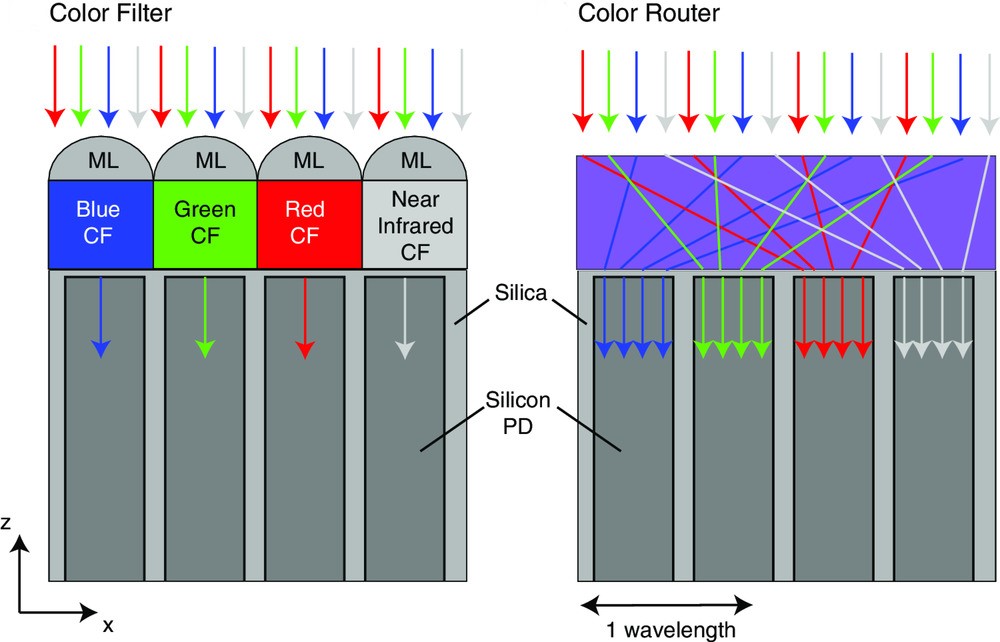 Color Filter
Color Router
ML
ML
ML
ML
Blue
CF
Green
CF
Red
CF
Near
Infrared
CF
Silica
Silicon
PD
z
x
1 wavelength